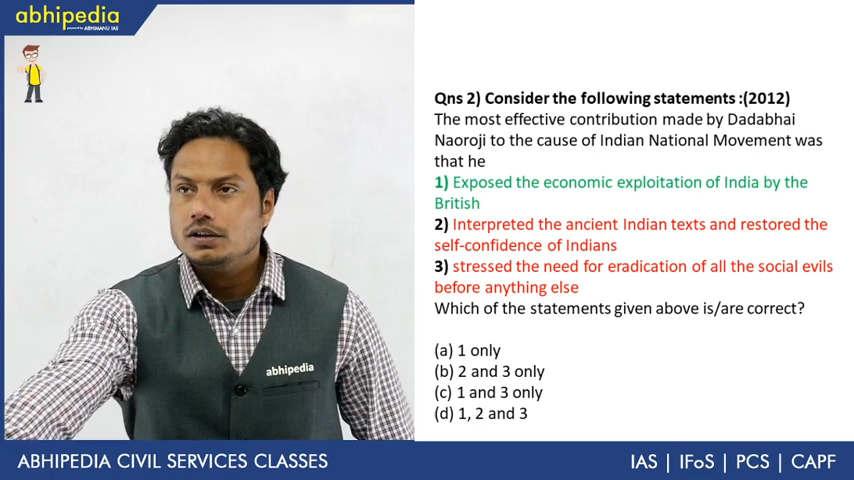 abhipedia
powered by ABHIMANU IAS
abhipedia
Qns 2) Consider the following statements :(2012)
The most effective contribution made by Dadabhai
Naoroji to the cause of Indian National Movement was
that he
1) Exposed the economic exploitation of India by the
British
2) Interpreted the ancient Indian texts and restored the
self-confidence of Indians
3) stressed the need for eradication of all the social evils
before anything else
Which of the statements given above is/are correct?
(a) 1 only
(b) 2 and 3 only
(c) 1 and 3 only
(d) 1, 2 and 3
ABHIPEDIA CIVIL SERVICES CLASSES
IAS | IFoS | PCS | CAPF